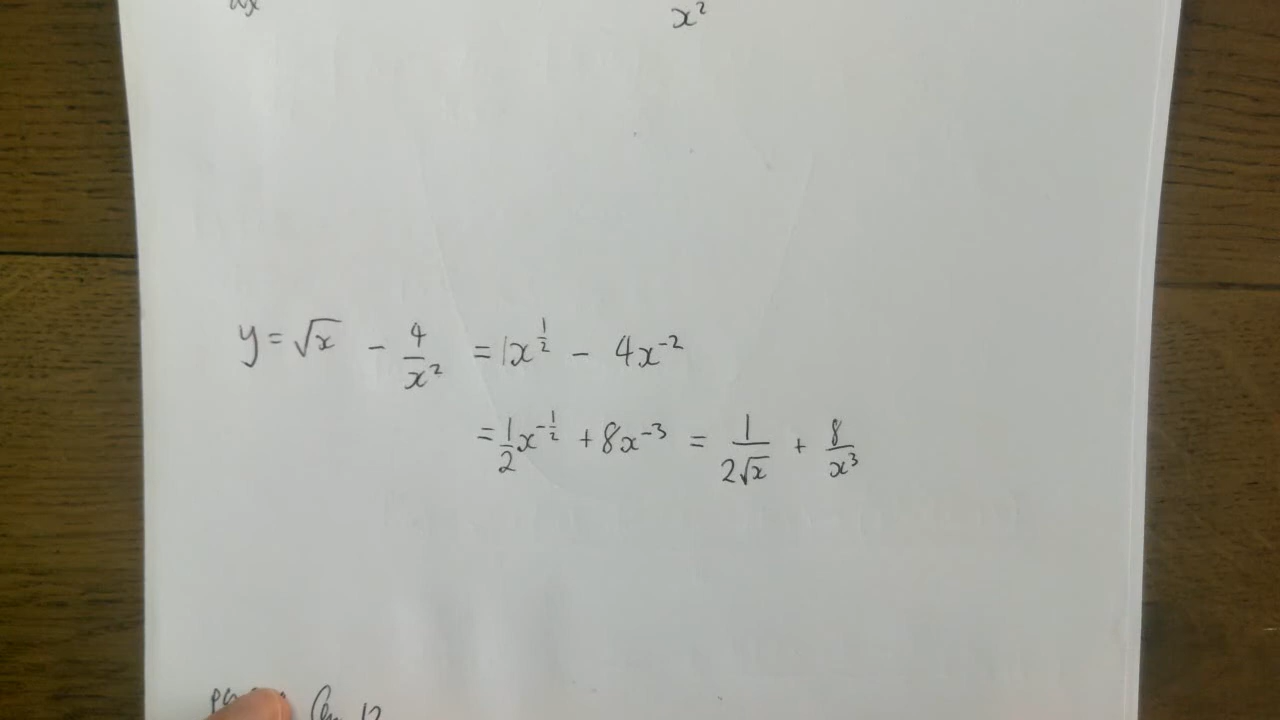 x²
y = √x - 4/x² = 1x^(1/2) - 4x^(-2)
= 1/2 x^(-1/2) + 8x^(-3) = 1/(2√x) + 8/x³